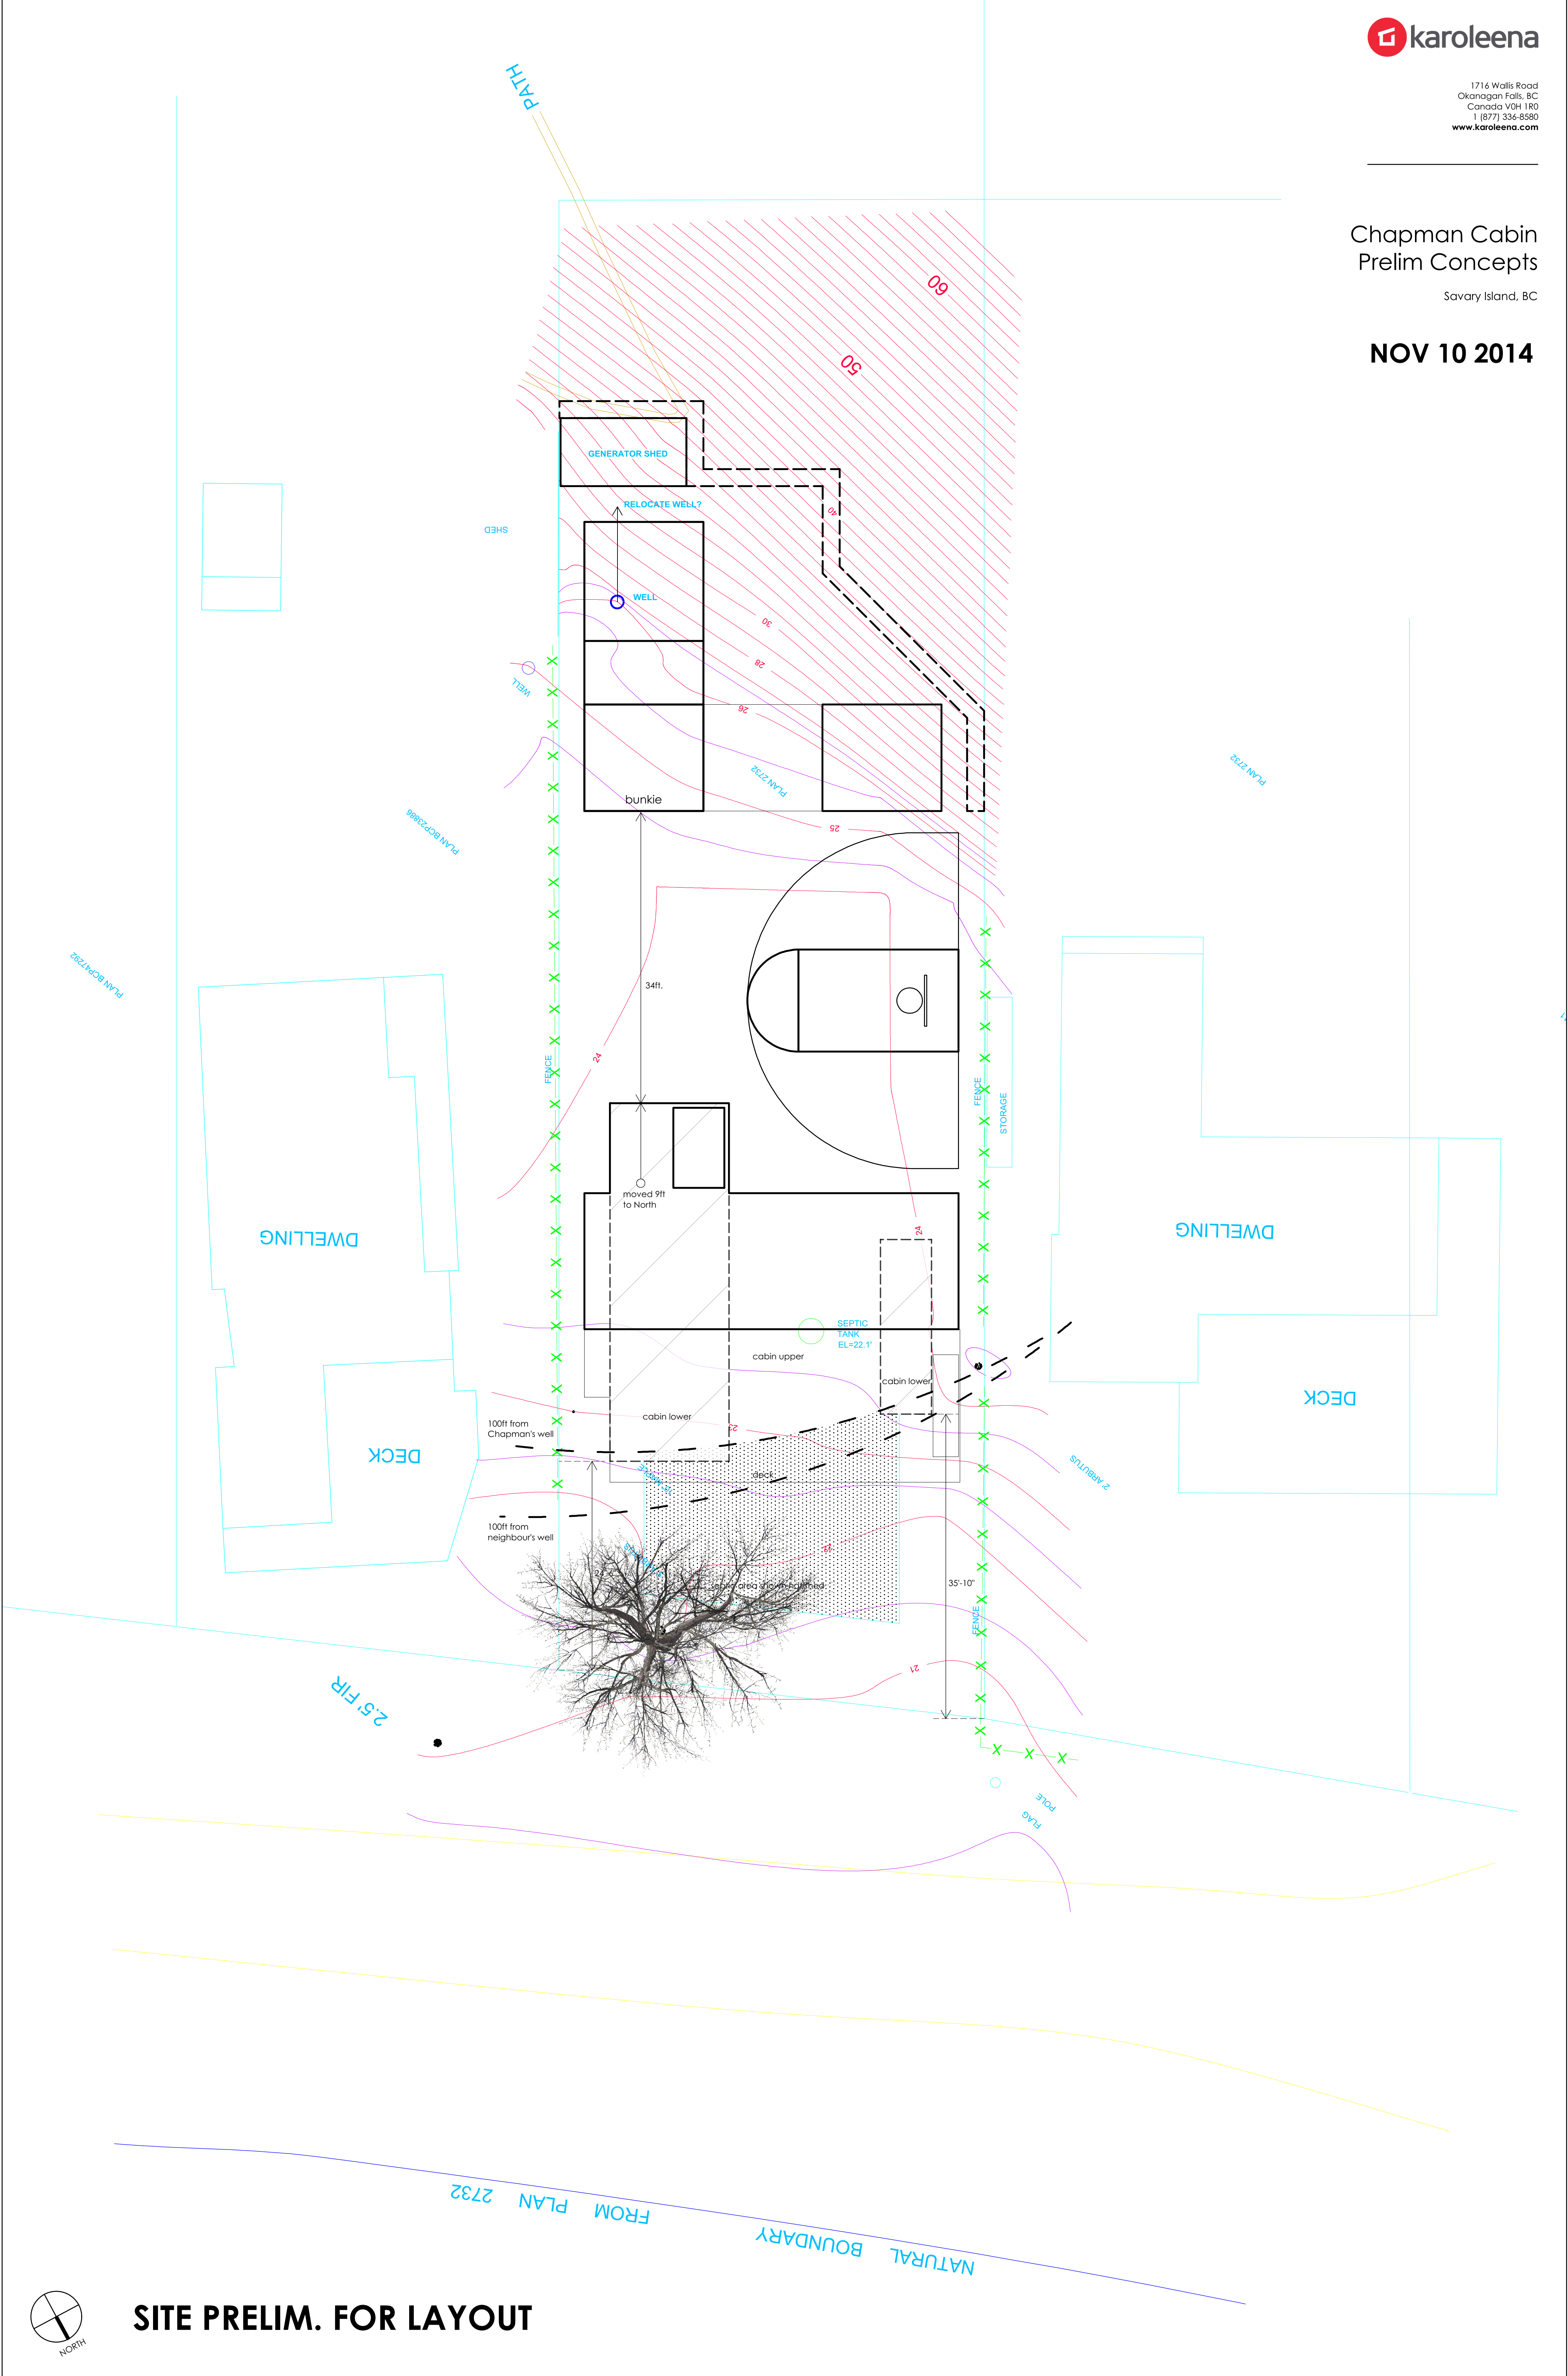 karoleena
1716 Wallis Road
Okanagan Falls, BC
Canada V0H 1R0
1 (877) 336-8580
www.karoleena.com
Chapman Cabin
Prelim Concepts
Savary Island, BC
NOV 10 2014
PATH
60
50
GENERATOR SHED
RELOCATE WELL?
40
SHED
WELL
30
28
WELL
26
PLAN 2732
PLAN 2732
bunkie
25
PLAN BCP23886
PLAN BCP47292
34ft.
24
FENCE
FENCE
STORAGE
moved 9ft
to North
24
DWELLING
DWELLING
SEPTIC
TANK
EL=22.1'
cabin upper
cabin lower
DECK
cabin lower
100ft from
Chapman's well
23
DECK
deck
2' ARBUTUS
100ft from
neighbour's well
22
35'-10"
FENCE
21
2.5' FIR
FLAG
POLE
NATURAL BOUNDARY FROM PLAN 2732
NORTH
SITE PRELIM. FOR LAYOUT